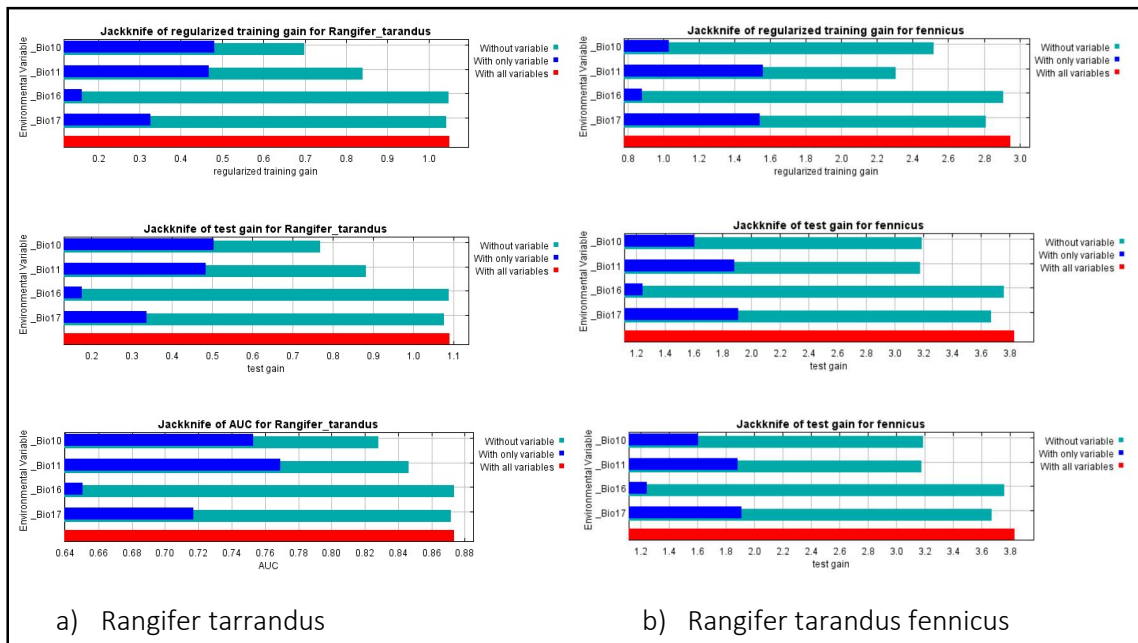 Jackknife of regularized training gain for Rangifer_tarandus
Environmental Variable
_Bio10
_Bio11
_Bio16
_Bio17
Without variable
With only variable
With all variables
0.2 0.3 0.4 0.5 0.6 0.7 0.8 0.9 1.0
regularized training gain
Jackknife of regularized training gain for fennicus
Environmental Variable
_Bio10
_Bio11
_Bio16
_Bio17
Without variable
With only variable
With all variables
0.8 1.0 1.2 1.4 1.6 1.8 2.0 2.2 2.4 2.6 2.8 3.0
regularized training gain
Jackknife of test gain for Rangifer_tarandus
Environmental Variable
_Bio10
_Bio11
_Bio16
_Bio17
Without variable
With only variable
With all variables
0.2 0.3 0.4 0.5 0.6 0.7 0.8 0.9 1.0 1.1
test gain
Jackknife of test gain for fennicus
Environmental Variable
_Bio10
_Bio11
_Bio16
_Bio17
Without variable
With only variable
With all variables
1.2 1.4 1.6 1.8 2.0 2.2 2.4 2.6 2.8 3.0 3.2 3.4 3.6 3.8
test gain
Jackknife of AUC for Rangifer_tarandus
Environmental Variable
_Bio10
_Bio11
_Bio16
_Bio17
Without variable
With only variable
With all variables
0.64 0.66 0.68 0.70 0.72 0.74 0.76 0.78 0.80 0.82 0.84 0.86 0.88
AUC
Jackknife of test gain for fennicus
Environmental Variable
_Bio10
_Bio11
_Bio16
_Bio17
Without variable
With only variable
With all variables
1.2 1.4 1.6 1.8 2.0 2.2 2.4 2.6 2.8 3.0 3.2 3.4 3.6 3.8
test gain
a) Rangifer tarrandus
b) Rangifer tarandus fennicus